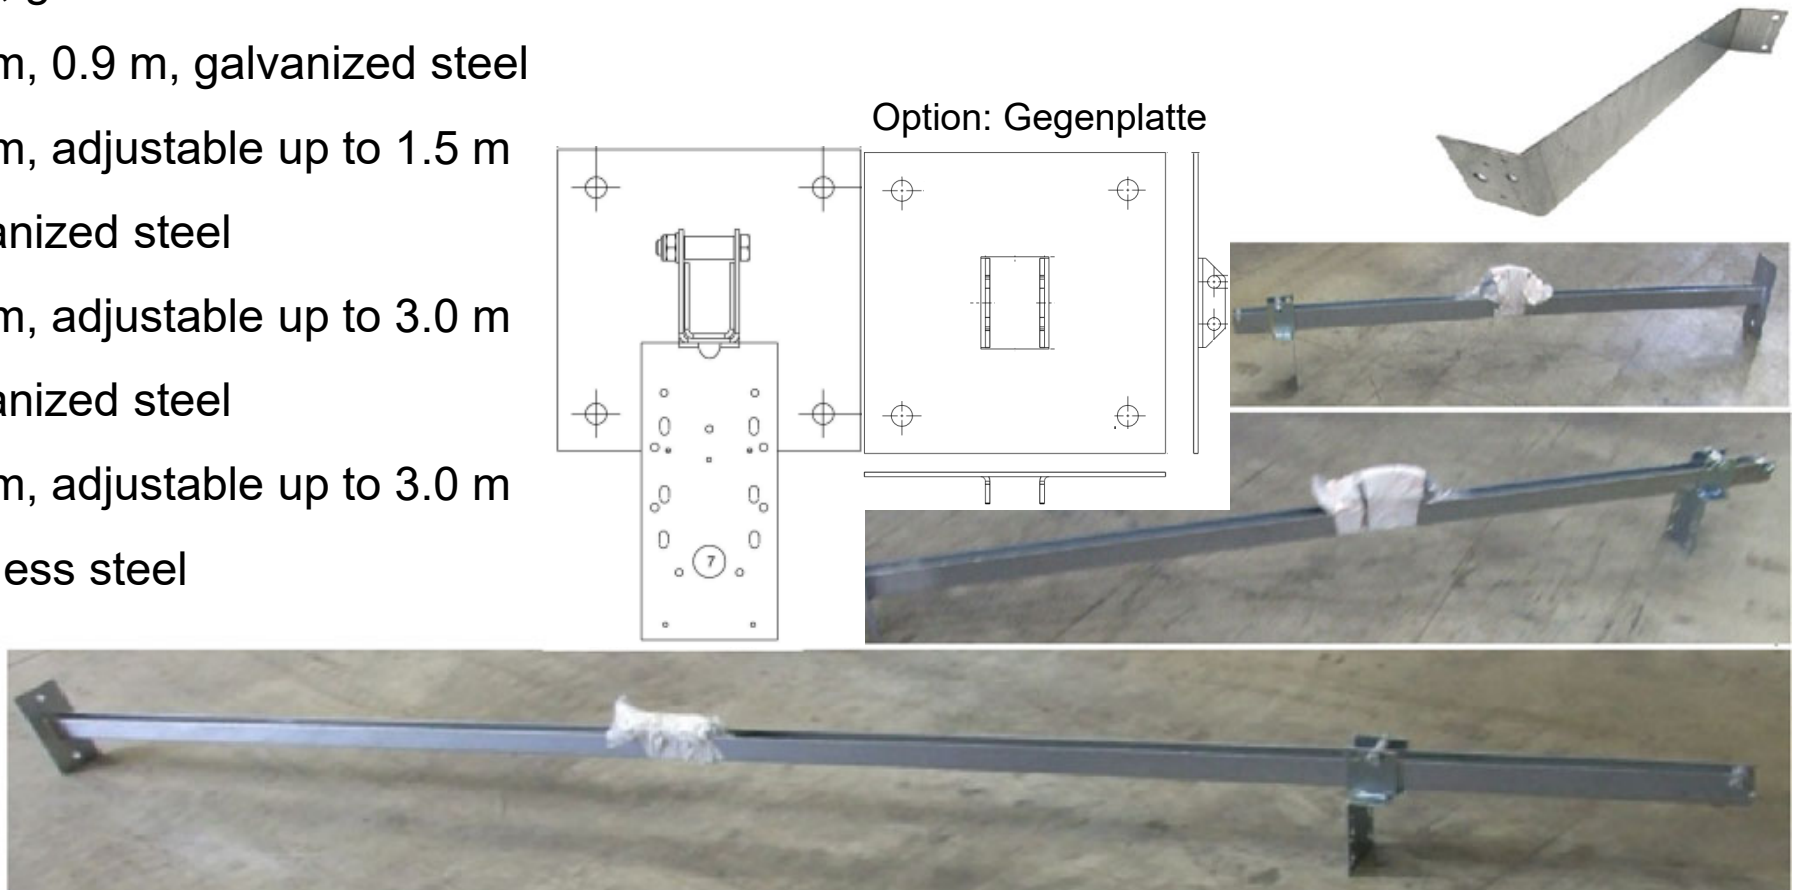 m, 0.9 m, galvanized steel
Option: Gegenplatte
m, adjustable up to 1.5 m
anized steel
m, adjustable up to 3.0 m
anized steel
m, adjustable up to 3.0 m
less steel
7